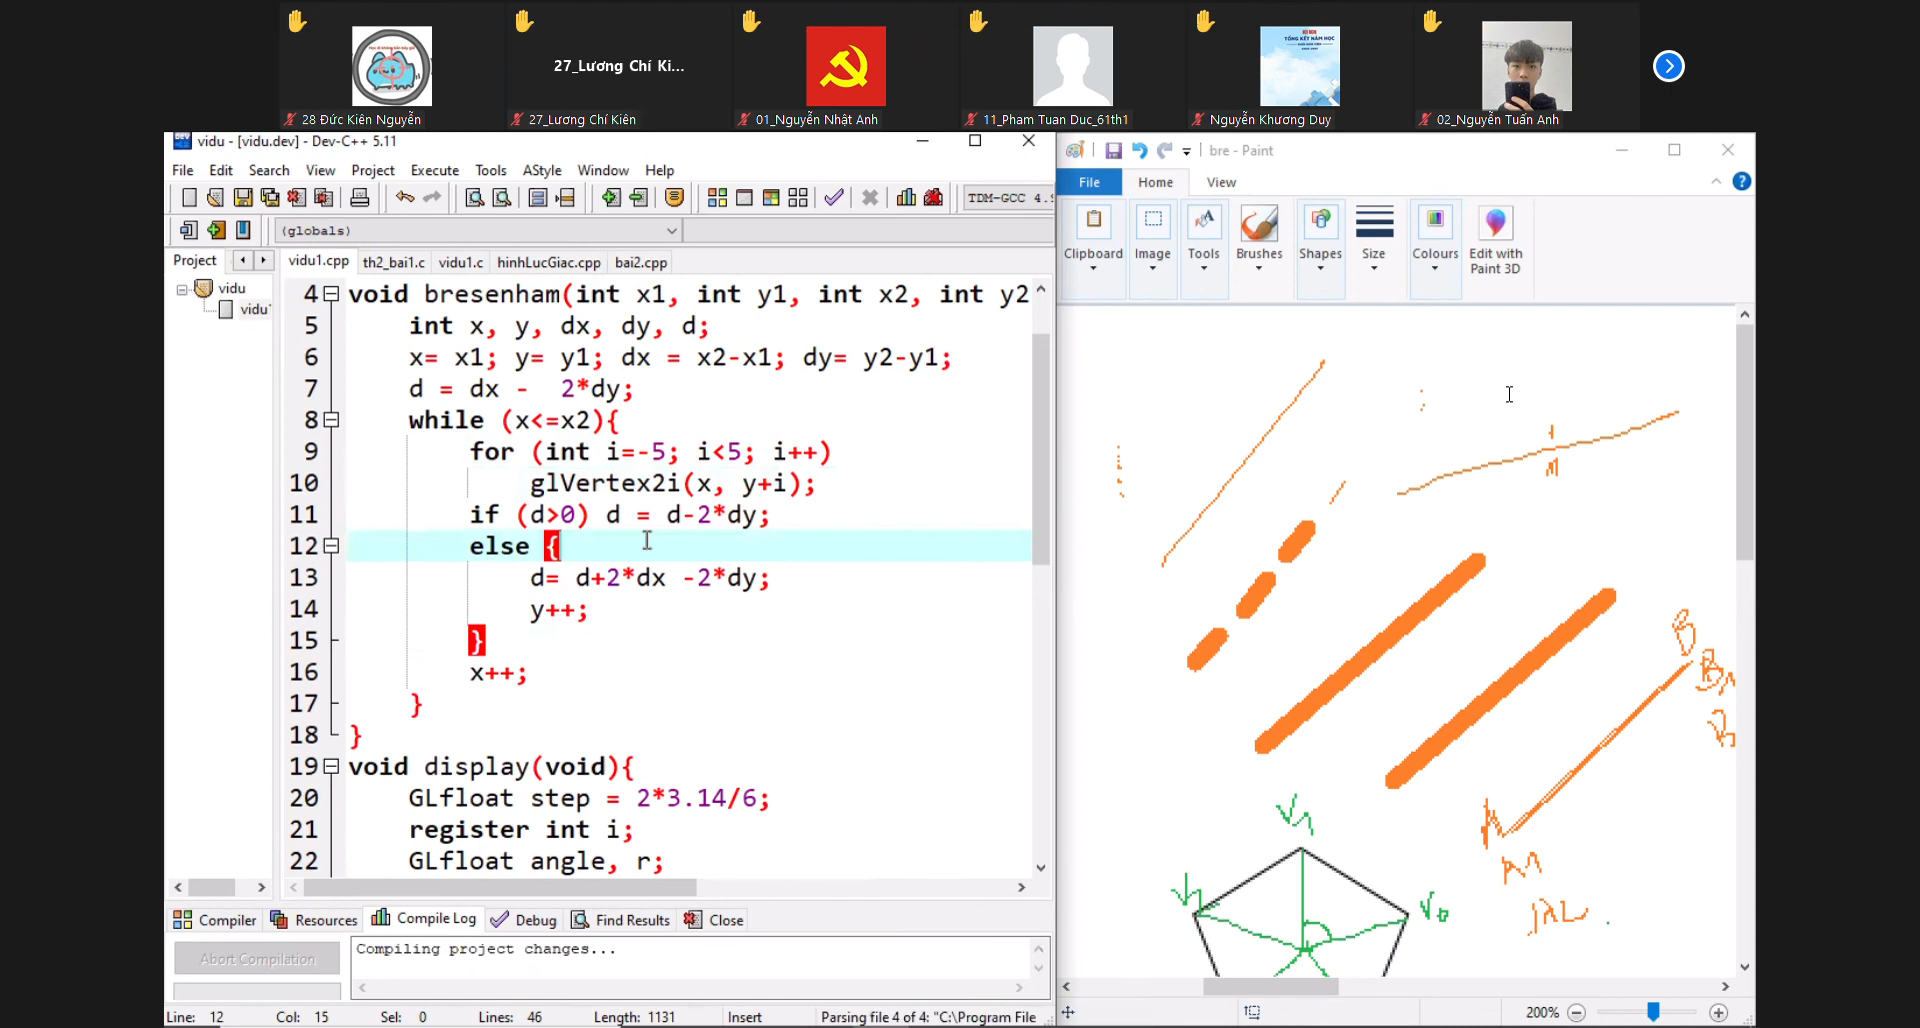 27_Lương Chí Ki...
TỔNG KẾT NĂM HỌC
28 Đức Kiên Nguyễn
27_Lương Chí Kiên
01_Nguyễn Nhật Anh
11_Pham Tuan Duc_61th1
Nguyễn Khương Duy
02_Nguyễn Tuấn Anh
vidu - [vidu.dev] - Dev-C++ 5.11
File Edit Search View Project Execute Tools AStyle Window Help
TDM-GCC 4.9
(globals)
Project
vidu
vidu1
vidu1.cpp th2_bai1.c vidu1.c hinhLucGiac.cpp bai2.cpp
4 void bresenham(int x1, int y1, int x2, int y2
5 int x, y, dx, dy, d;
6 x= x1; y= y1; dx = x2-x1; dy= y2-y1;
7 d = dx - 2*dy;
8 while (x<=x2){
9 for (int i=-5; i<5; i++)
10 glVertex2i(x, y+i);
11 if (d>0) d = d-2*dy;
12 else {
13 d= d+2*dx -2*dy;
14 y++;
15 }
16 x++;
17 }
18 }
19 void display(void){
20 GLfloat step = 2*3.14/6;
21 register int i;
22 GLfloat angle, r;
Compiler Resources Compile Log Debug Find Results Close
Abort Compilation
Compiling project changes...
Line: 12 Col: 15 Sel: 0 Lines: 46 Length: 1131 Insert Parsing file 4 of 4: "C:\Program File
bre - Paint
File Home View
Clipboard
Image
Tools
Brushes
Shapes
Size
Colours
Edit with
Paint 3D
B
A
V0
200%